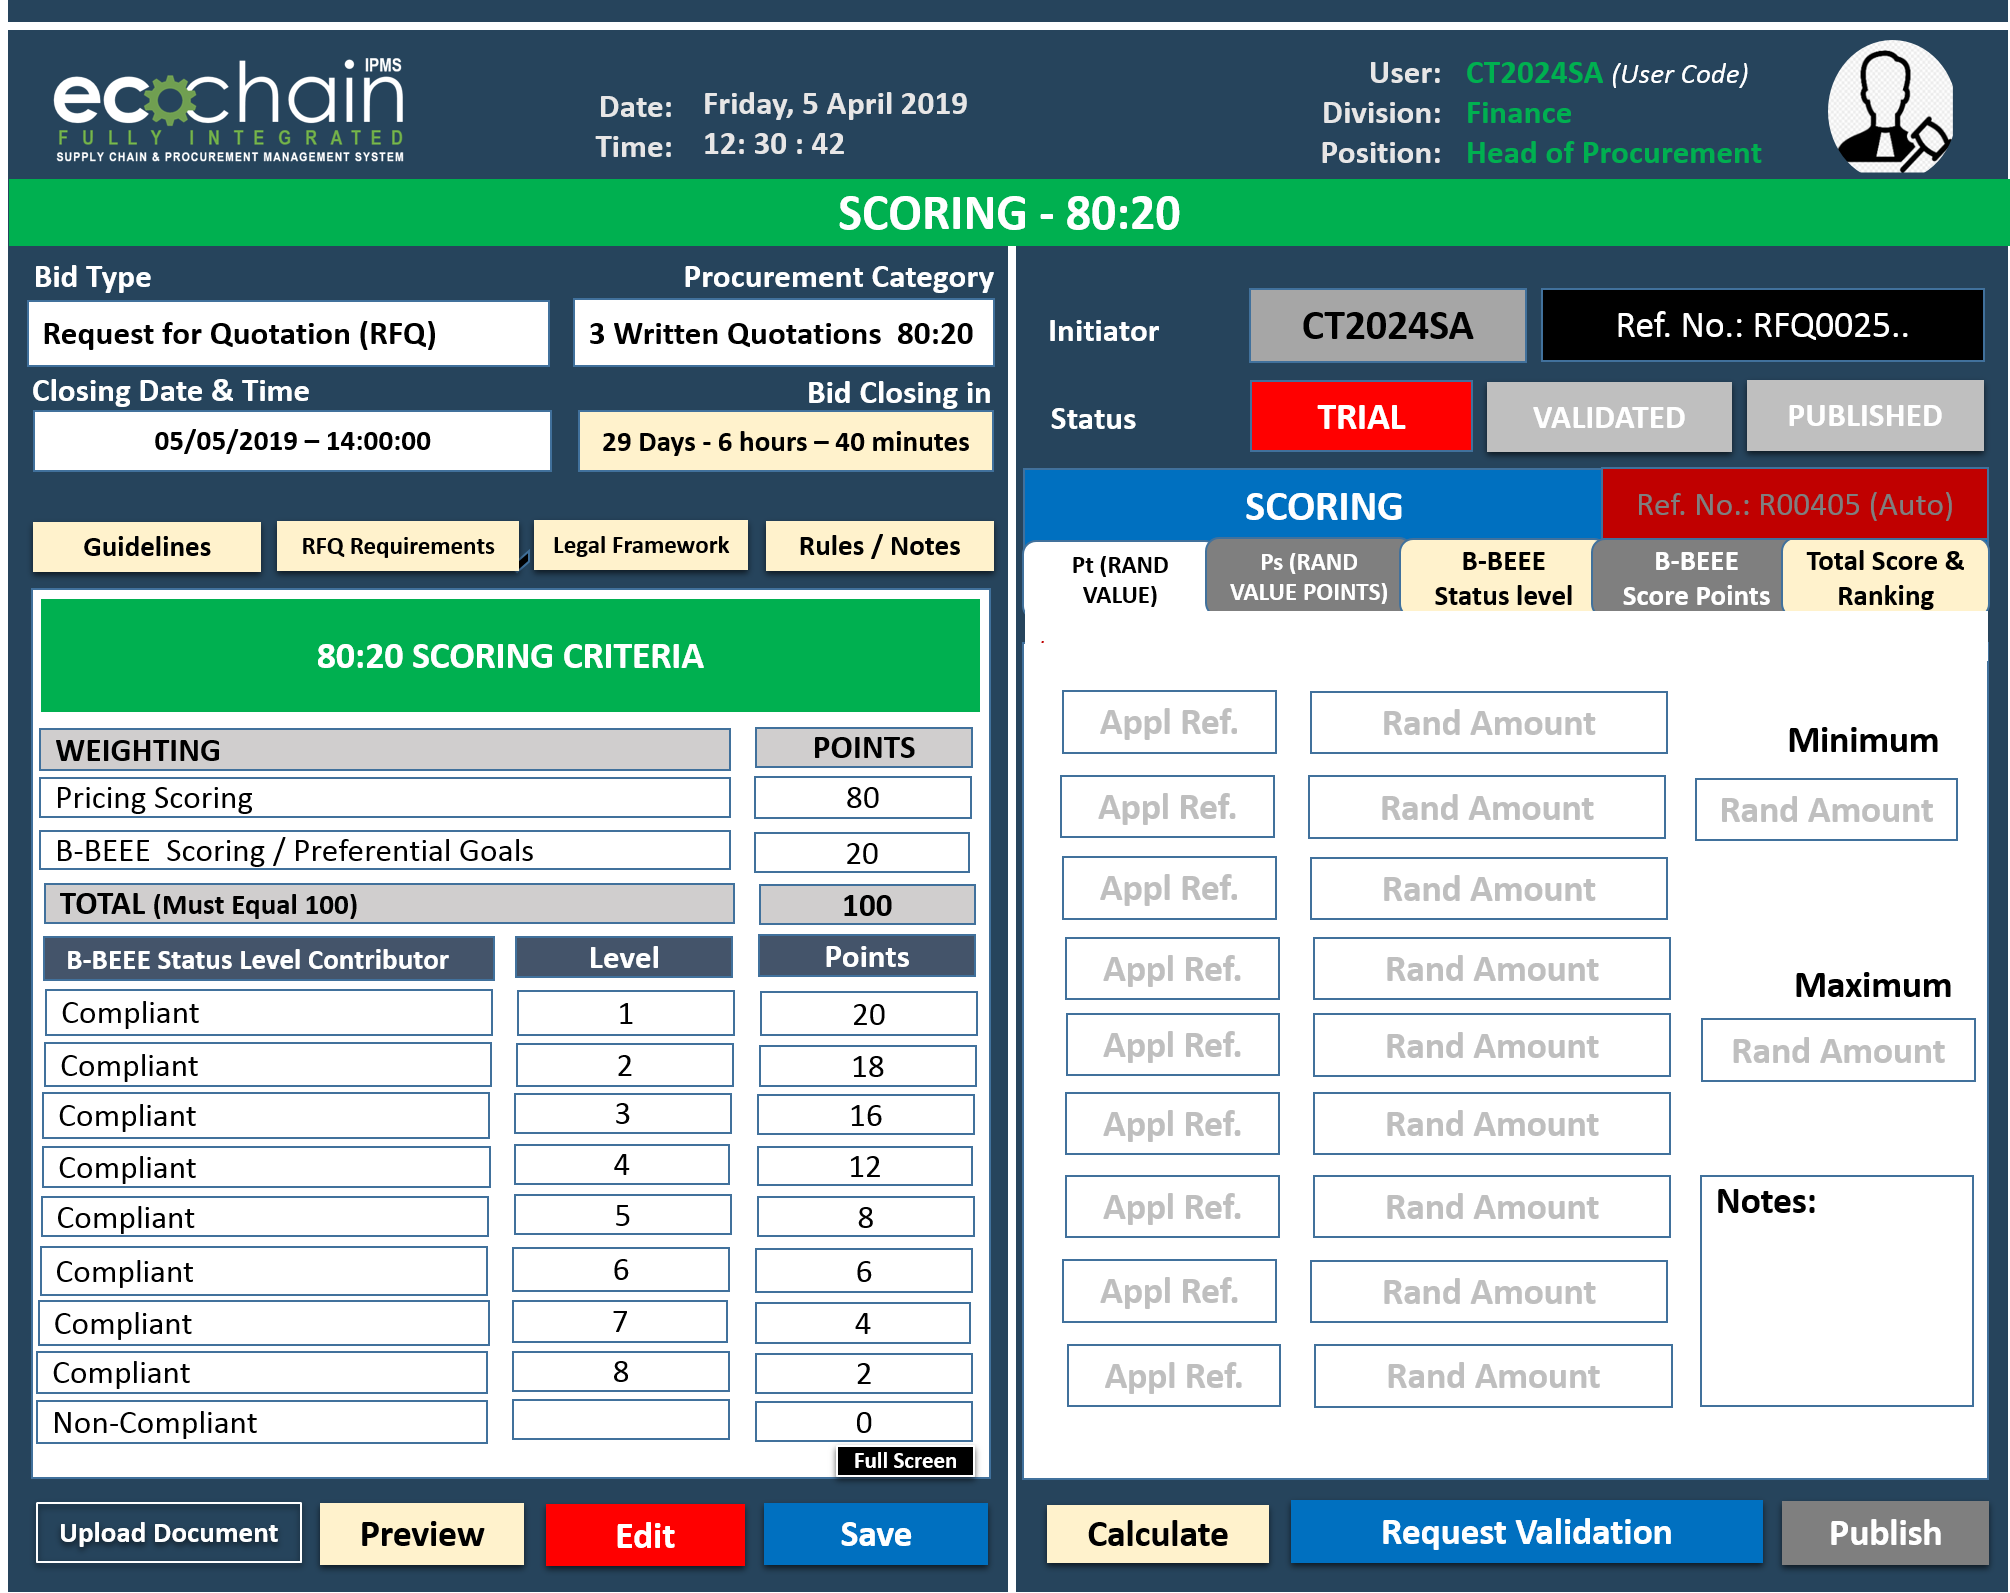 ecochain IPMS
FULLY INTEGRATED
SUPPLY CHAIN & PROCUREMENT MANAGEMENT SYSTEM
Date: Friday, 5 April 2019
Time: 12: 30 : 42
User: CT2024SA (User Code)
Division: Finance
Position: Head of Procurement
SCORING - 80:20
Bid Type
Procurement Category
Request for Quotation (RFQ)
3 Written Quotations 80:20
Closing Date & Time
Bid Closing in
05/05/2019 – 14:00:00
29 Days - 6 hours – 40 minutes
Guidelines
RFQ Requirements
Legal Framework
Rules / Notes
80:20 SCORING CRITERIA
WEIGHTING POINTS
Pricing Scoring 80
B-BEEE Scoring / Preferential Goals 20
TOTAL (Must Equal 100) 100
B-BEEE Status Level Contributor Level Points
Compliant 1 20
Compliant 2 18
Compliant 3 16
Compliant 4 12
Compliant 5 8
Compliant 6 6
Compliant 7 4
Compliant 8 2
Non-Compliant 0
Full Screen
Upload Document
Preview
Edit
Save
Initiator
CT2024SA
Ref. No.: RFQ0025..
Status
TRIAL
VALIDATED
PUBLISHED
SCORING
Ref. No.: R00405 (Auto)
Pt (RAND
VALUE)
Ps (RAND
VALUE POINTS)
B-BEEE
Status level
B-BEEE
Score Points
Total Score &
Ranking
Appl Ref. Rand Amount
Appl Ref. Rand Amount
Appl Ref. Rand Amount
Appl Ref. Rand Amount
Appl Ref. Rand Amount
Appl Ref. Rand Amount
Appl Ref. Rand Amount
Appl Ref. Rand Amount
Appl Ref. Rand Amount
Minimum
Rand Amount
Maximum
Rand Amount
Notes:
Calculate
Request Validation
Publish